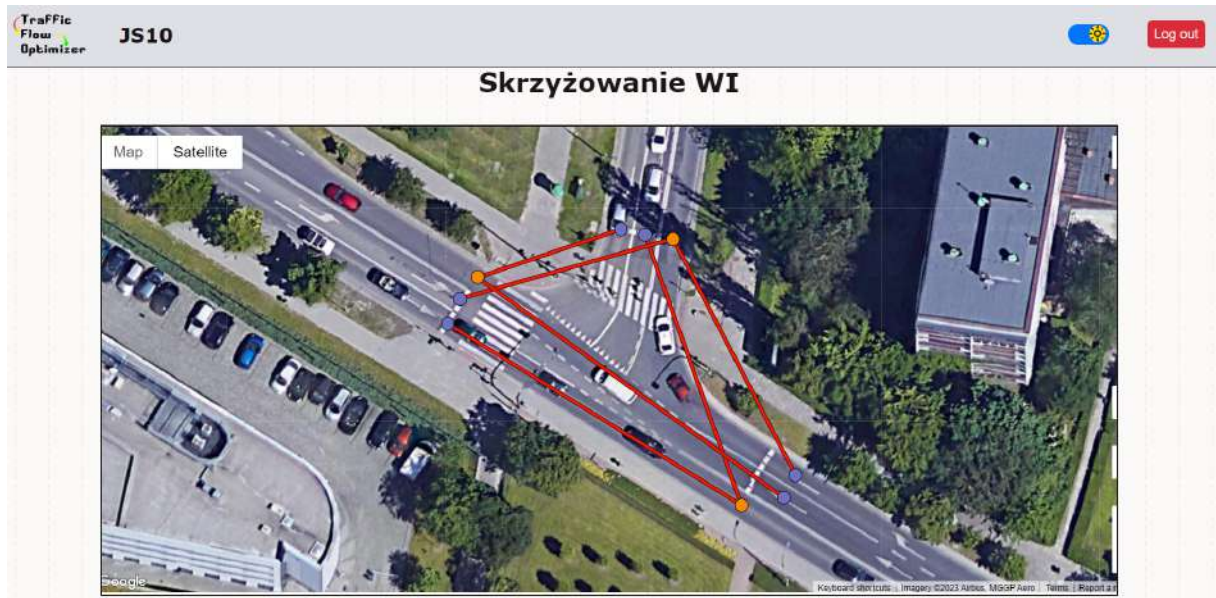 TraFFic
Flow
Optimizer
JS10
Log out
Skrzyżowanie WI
Map
Satellite
Google
Keyboard shortcuts
Imagery ©2023 Airbus, MGGP Aero
Terms
Report a